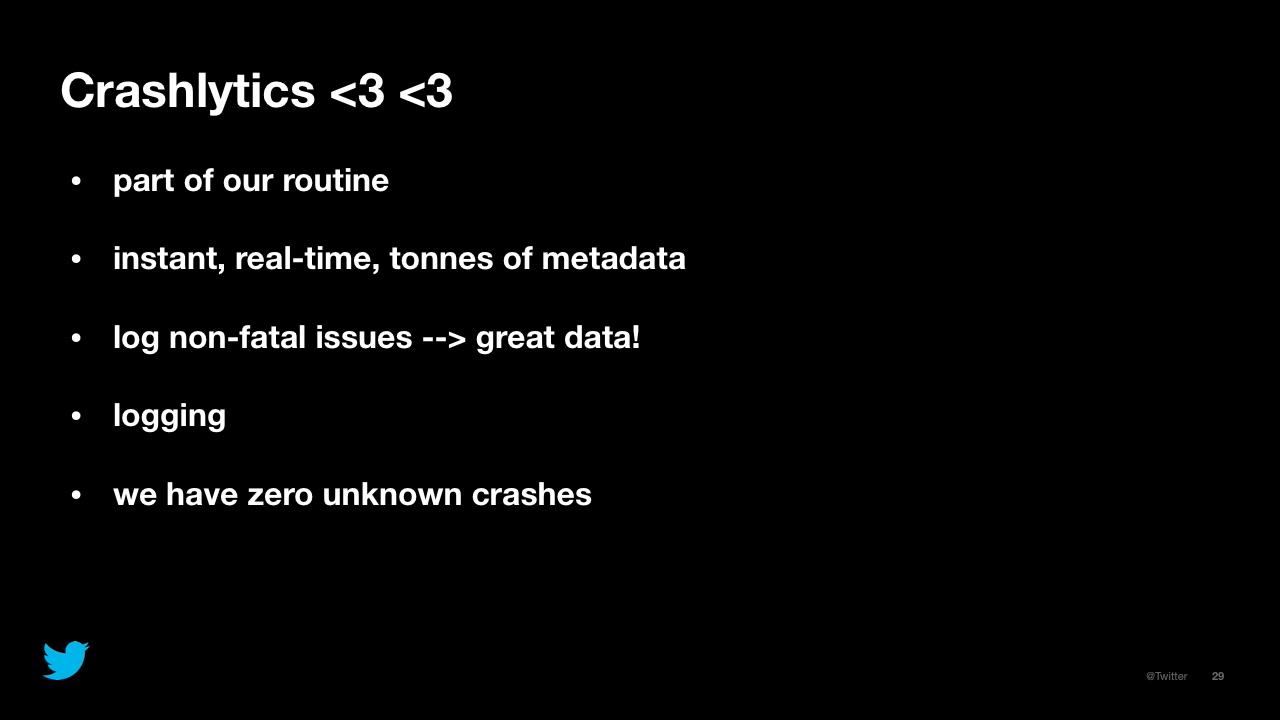 Crashlytics <3 <3
• part of our routine
• instant, real-time, tonnes of metadata
• log non-fatal issues --> great data!
• logging
• we have zero unknown crashes
@Twitter 29